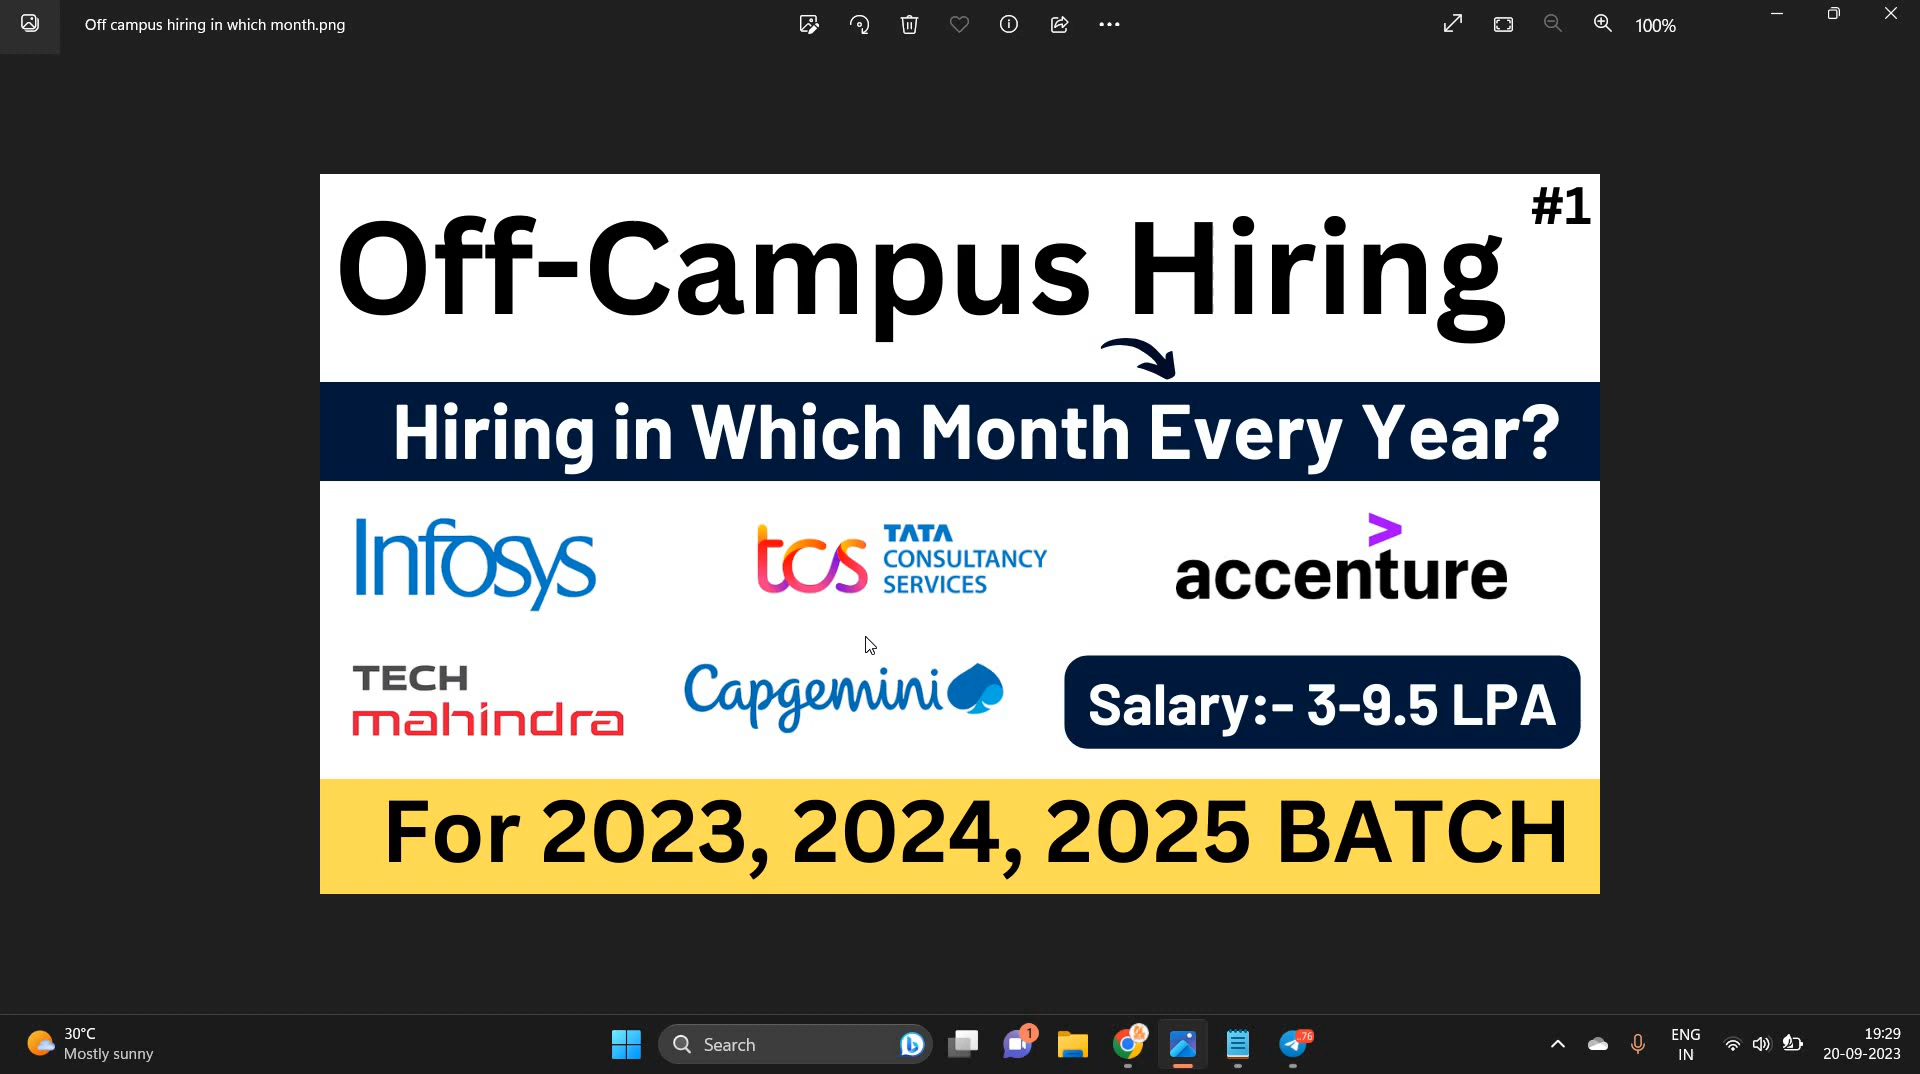 Off campus hiring in which month.png
100%
#1
Off-Campus Hiring
Hiring in Which Month Every Year?
Infosys
tcs TATA
CONSULTANCY
SERVICES
>
accenture
TECH
mahindra
Capgemini
Salary:- 3-9.5 LPA
For 2023, 2024, 2025 BATCH
30°C
Mostly sunny
Search
1
76
ENG
IN
19:29
20-09-2023